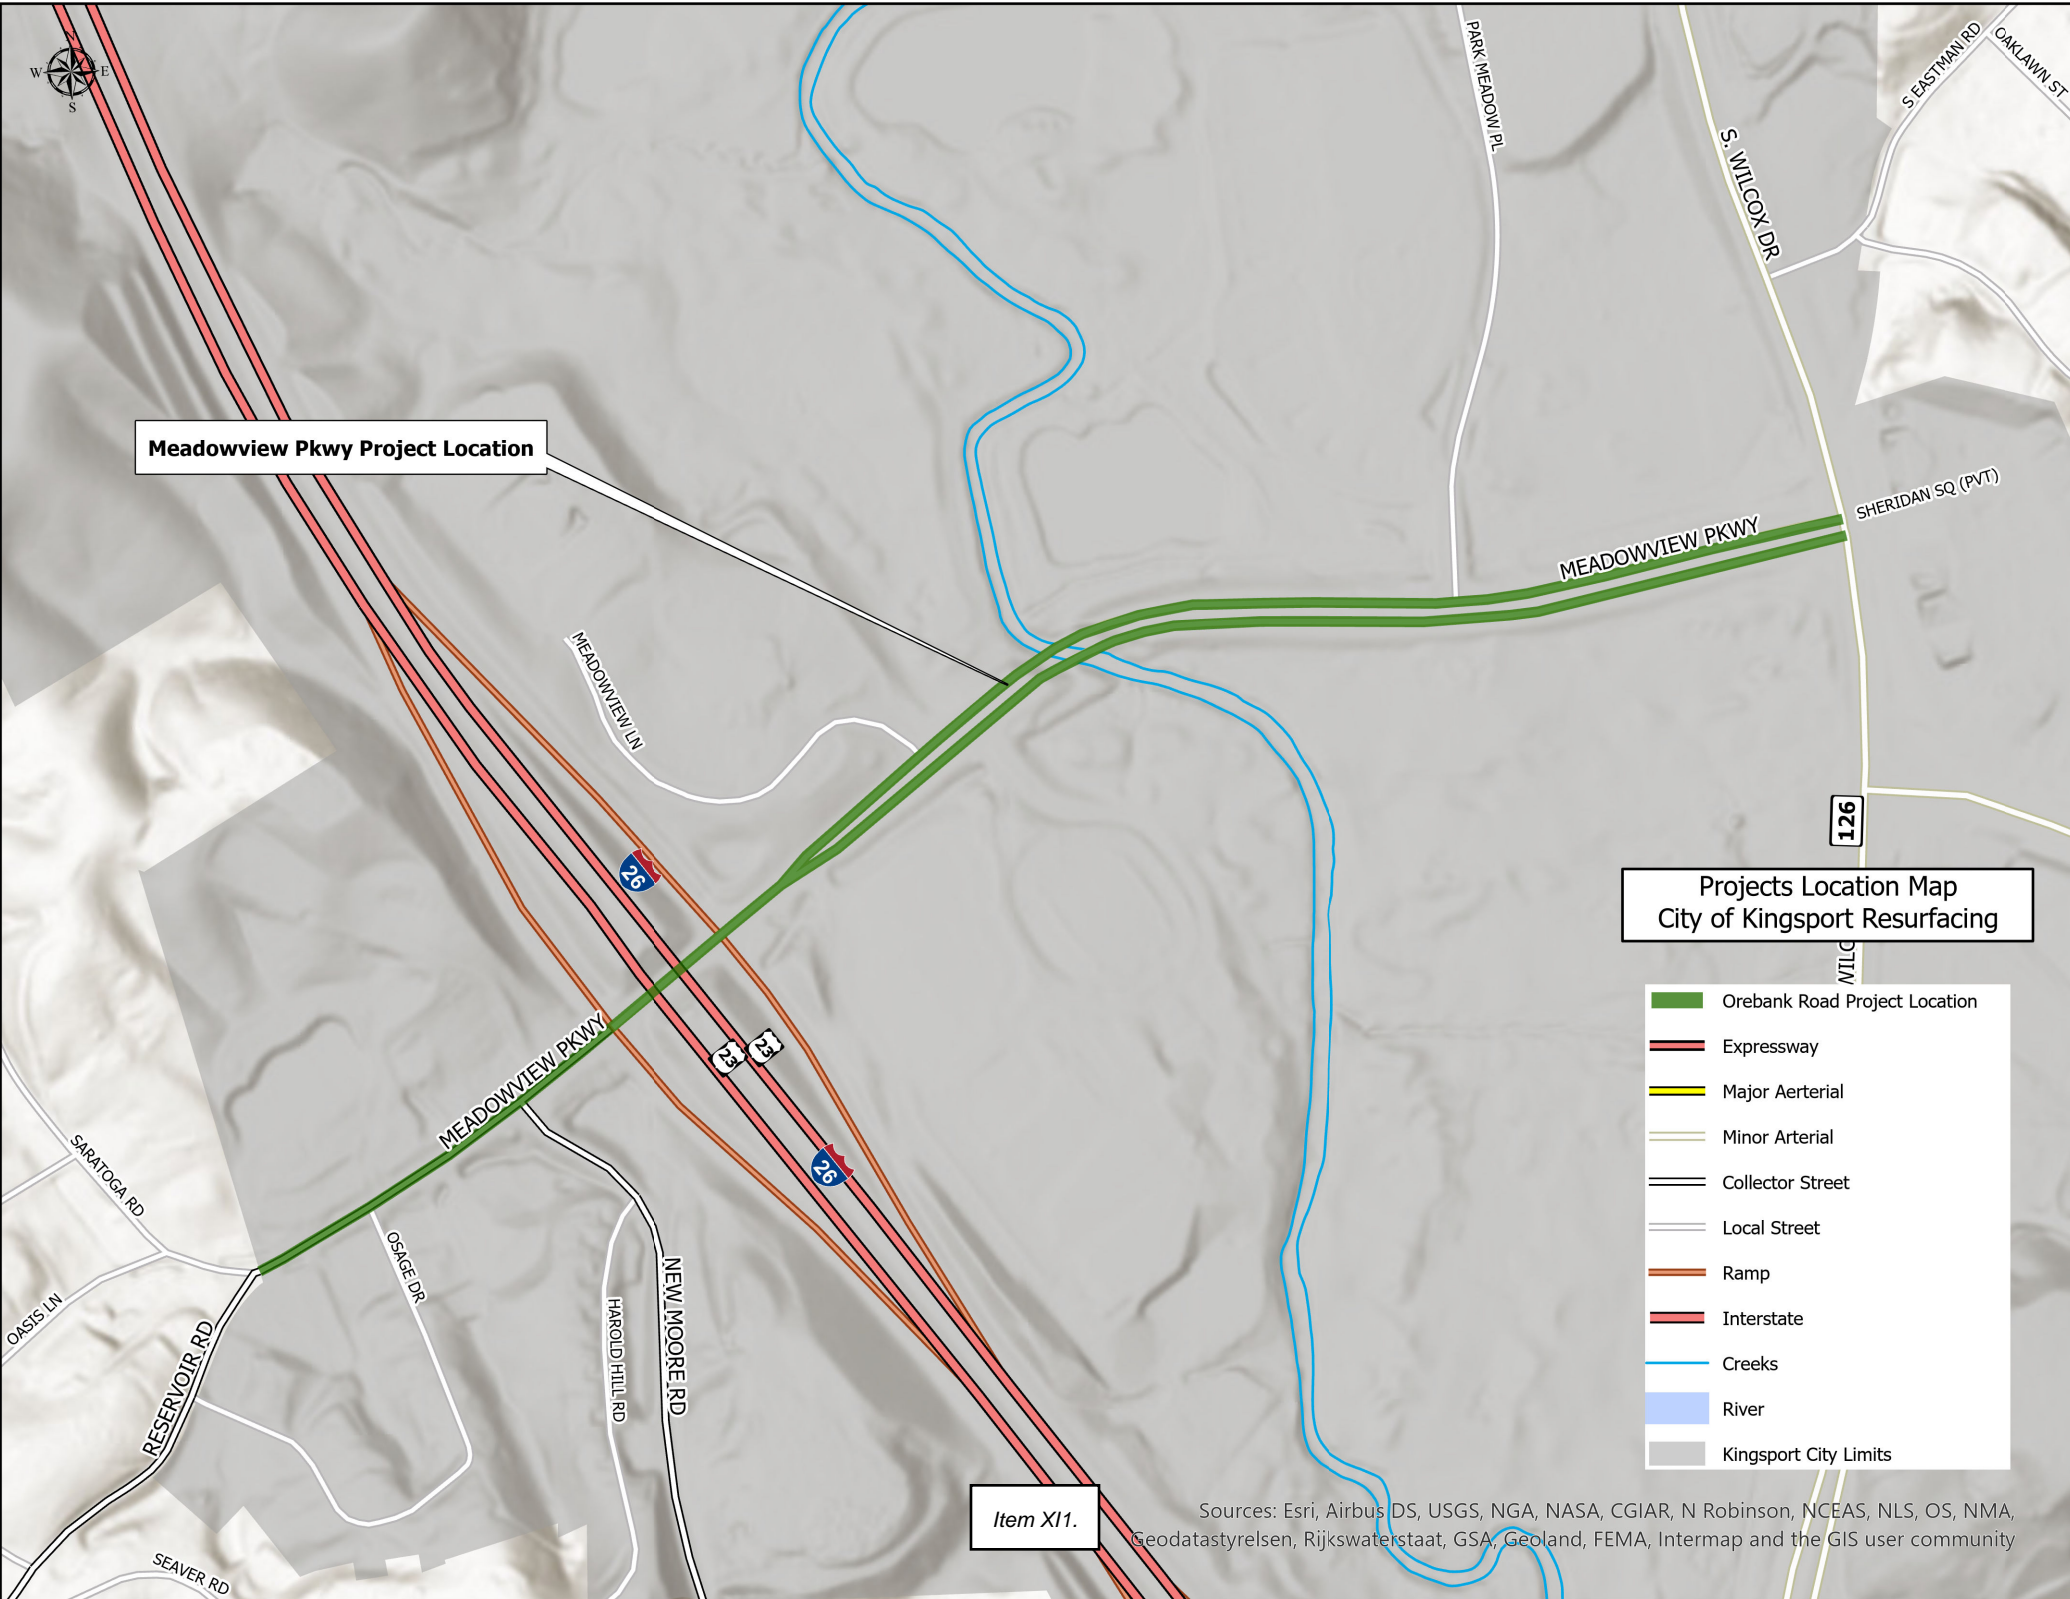 N
W
E
S
PARK MEADOW PL
S. WILCOX DR
S EASTMAN RD
OAKLAWN ST
Meadowview Pkwy Project Location
SHERIDAN SQ (PVT)
MEADOWVIEW PKWY
MEADOWVIEW LN
126
26
Projects Location Map
City of Kingsport Resurfacing
WILC
Orebank Road Project Location
Expressway
Major Aerterial
Minor Arterial
Collector Street
Local Street
Ramp
Interstate
Creeks
River
Kingsport City Limits
23
23
MEADOWVIEW PKWY
26
SARATOGA RD
OSAGE DR
OASIS LN
RESERVOIR RD
HAROLD HILL RD
NEW MOORE RD
SEAVER RD
Item XI1.
Sources: Esri, Airbus DS, USGS, NGA, NASA, CGIAR, N Robinson, NCEAS, NLS, OS, NMA,
Geodatastyrelsen, Rijkswaterstaat, GSA, Geoland, FEMA, Intermap and the GIS user community